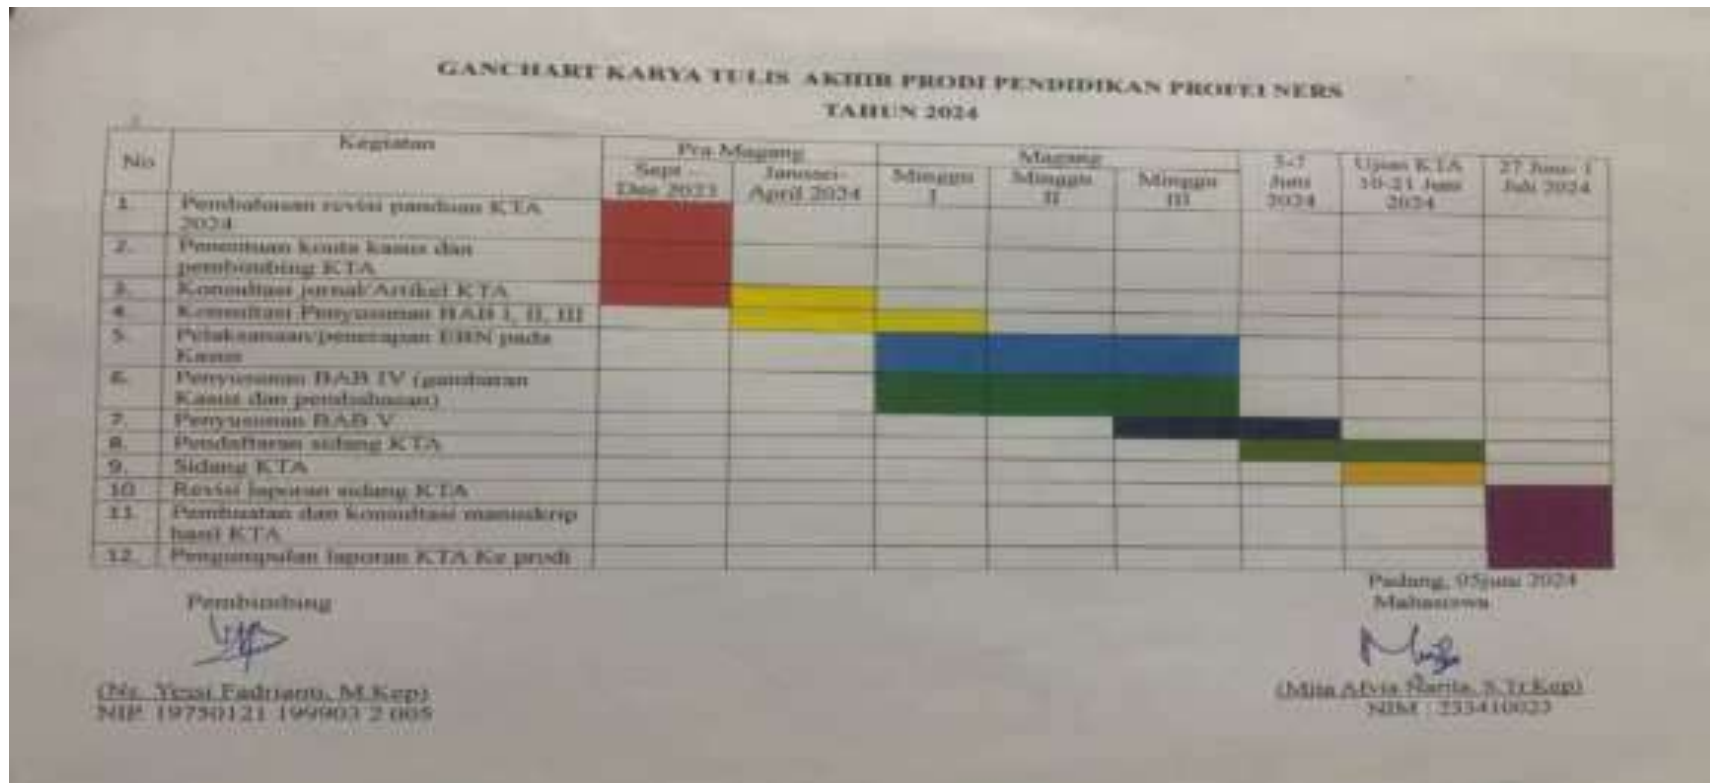 GANCHART KARYA TULIS AKHIR PRODI PENDIDIKAN PROFEI NERS
TAHUN 2024
No
Kegiatan
Pra Magang
Magang
5-7 Juni 2024
Ujian KTA 10-21 Juni 2024
27 Juni- 1 Juli 2024
Sept - Des 2023
Januari- April 2024
Minggu I
Minggu II
Minggu III
1. Pembahasan revisi panduan KTA
2024
2. Penentuan kouta kasus dan
pembimbing KTA
3. Konsultasi jurnal/Artikel KTA
4. Konsultasi Penyusunan BAB I, II, III
5. Pelaksanaan/penerapan EBN pada
Kasus
6. Penyusunan BAB IV (gambaran
Kasus dan pembahasan)
7. Penyusunan BAB V
8. Pendaftaran sidang KTA
9. Sidang KTA
10 Revisi laporan sidang KTA
11. Pembuatan dan konsultasi manuskrip
hasil KTA
12. Pengumpulan laporan KTA Ke prodi
Padang, 05juni 2024
Pembimbing
Mahasiswa
(Ns. Yessi Fadriyanti, M.Kep)
NIP. 19750121 199903 2 005
(Mita Alvia S.Tr.Kep)
NIM : 233410023